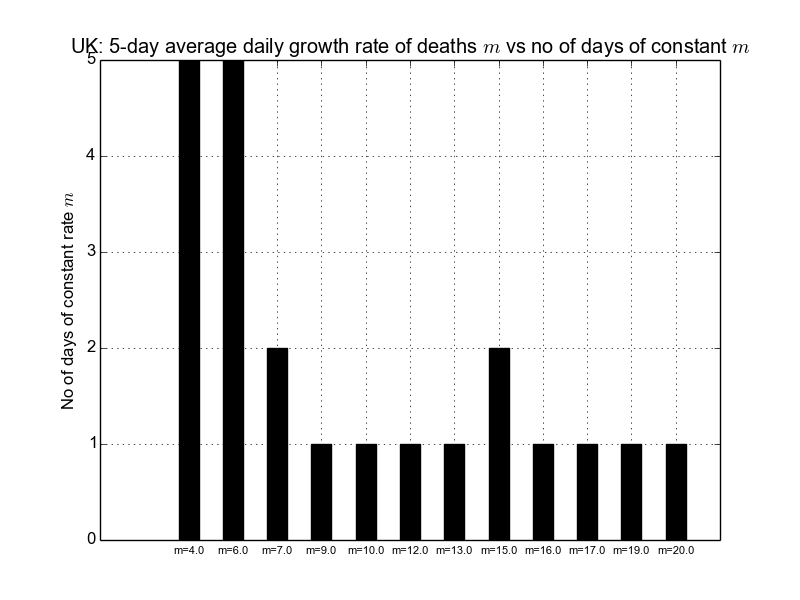 UK: 5-day average daily growth rate of deaths m vs no of days of constant m
No of days of constant rate m
5
4
3
2
1
0
m=4.0 m=6.0 m=7.0 m=9.0 m=10.0 m=12.0 m=13.0 m=15.0 m=16.0 m=17.0 m=19.0 m=20.0